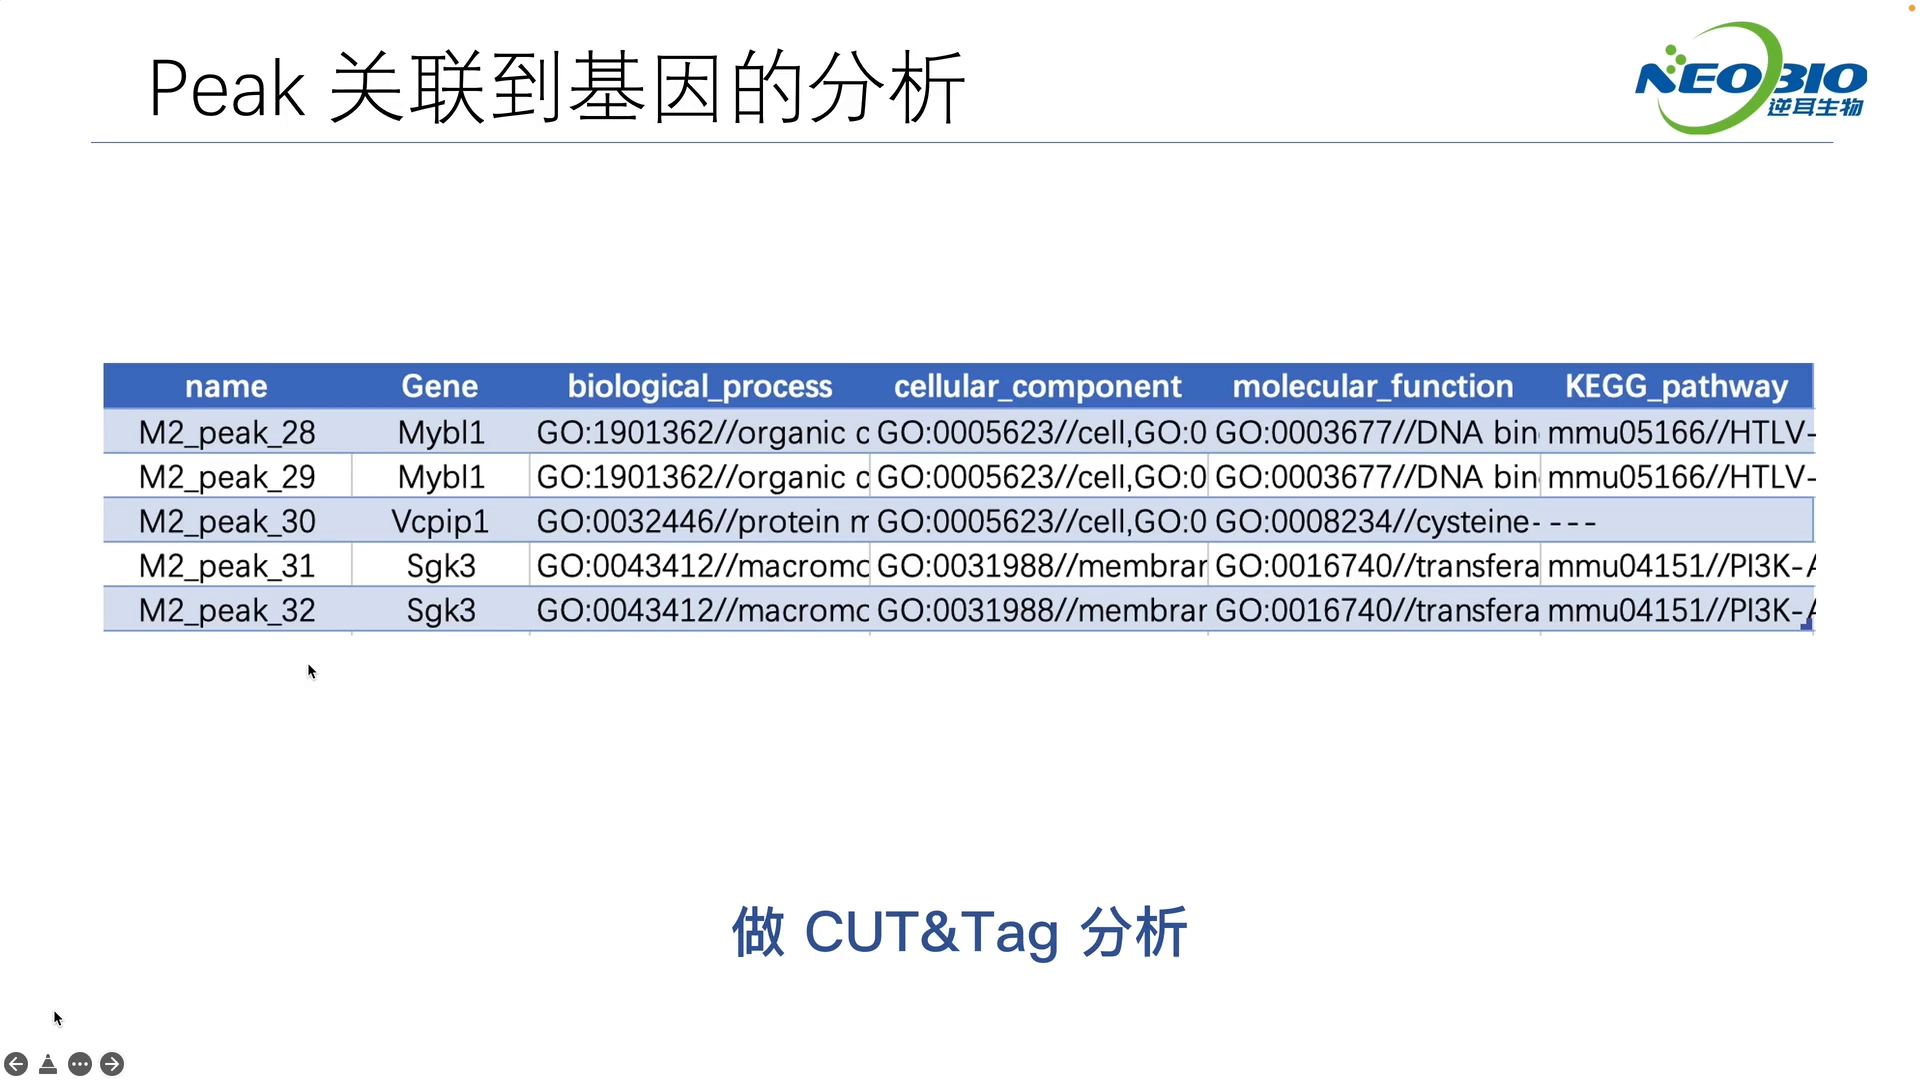 Peak 关联到基因的分析
NEOBIO
逆耳生物
name Gene biological_process cellular_component molecular_function KEGG_pathway
M2_peak_28 Mybl1 GO:1901362//organic c GO:0005623//cell,GO:0 GO:0003677//DNA bin mmu05166//HTLV-
M2_peak_29 Mybl1 GO:1901362//organic c GO:0005623//cell,GO:0 GO:0003677//DNA bin mmu05166//HTLV-
M2_peak_30 Vcpip1 GO:0032446//protein m GO:0005623//cell,GO:0 GO:0008234//cysteine- ---
M2_peak_31 Sgk3 GO:0043412//macromo GO:0031988//membrar GO:0016740//transfera mmu04151//PI3K-A
M2_peak_32 Sgk3 GO:0043412//macromo GO:0031988//membrar GO:0016740//transfera mmu04151//PI3K-A
做 CUT&Tag 分析